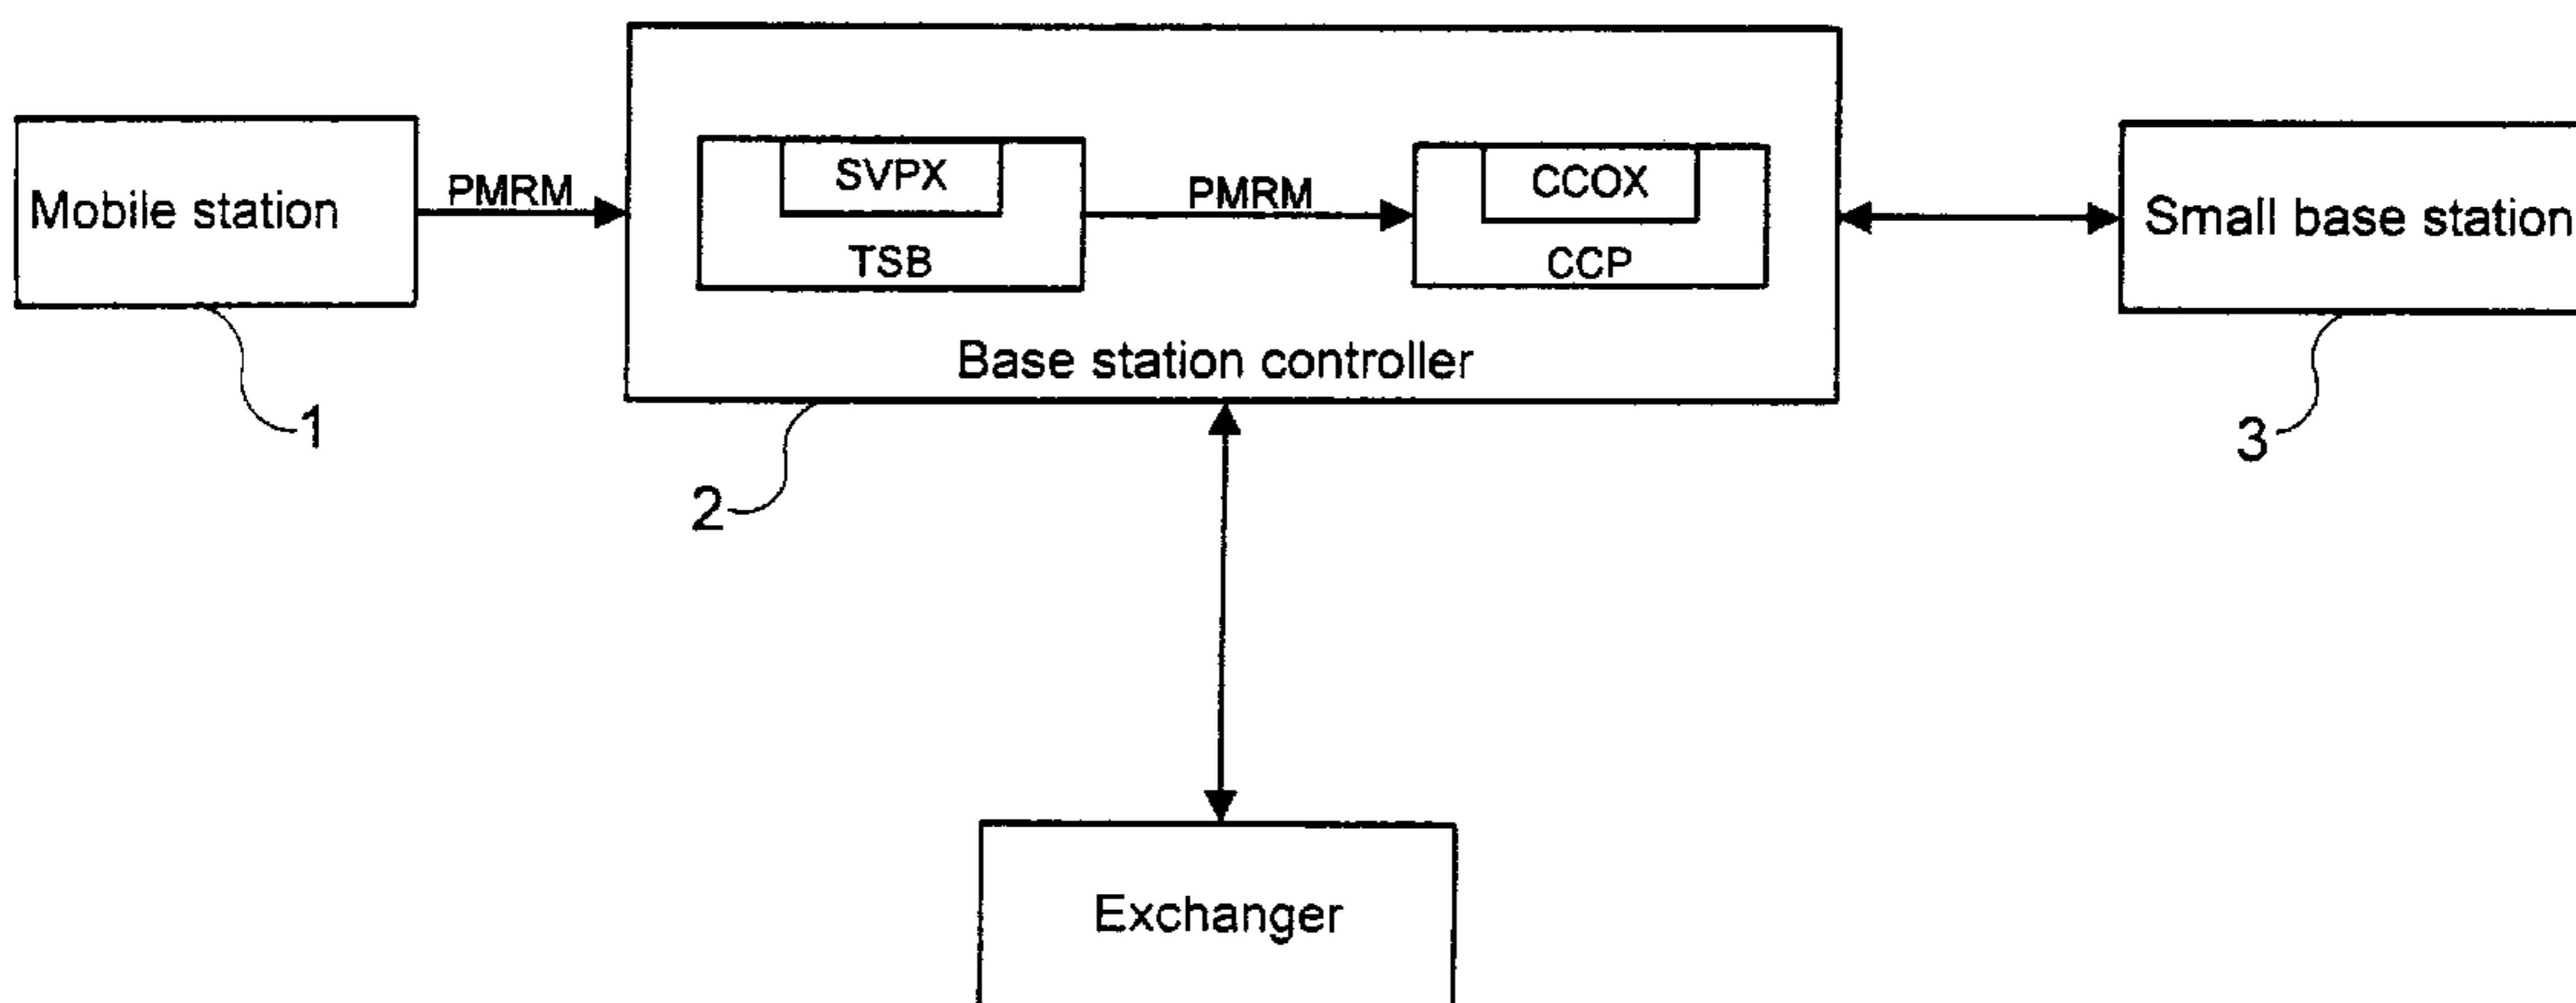 Mobile station
PMRM
SVPX
TSB
PMRM
CCOX
CCP
Base station controller
Small base station
1
2
3
Exchanger